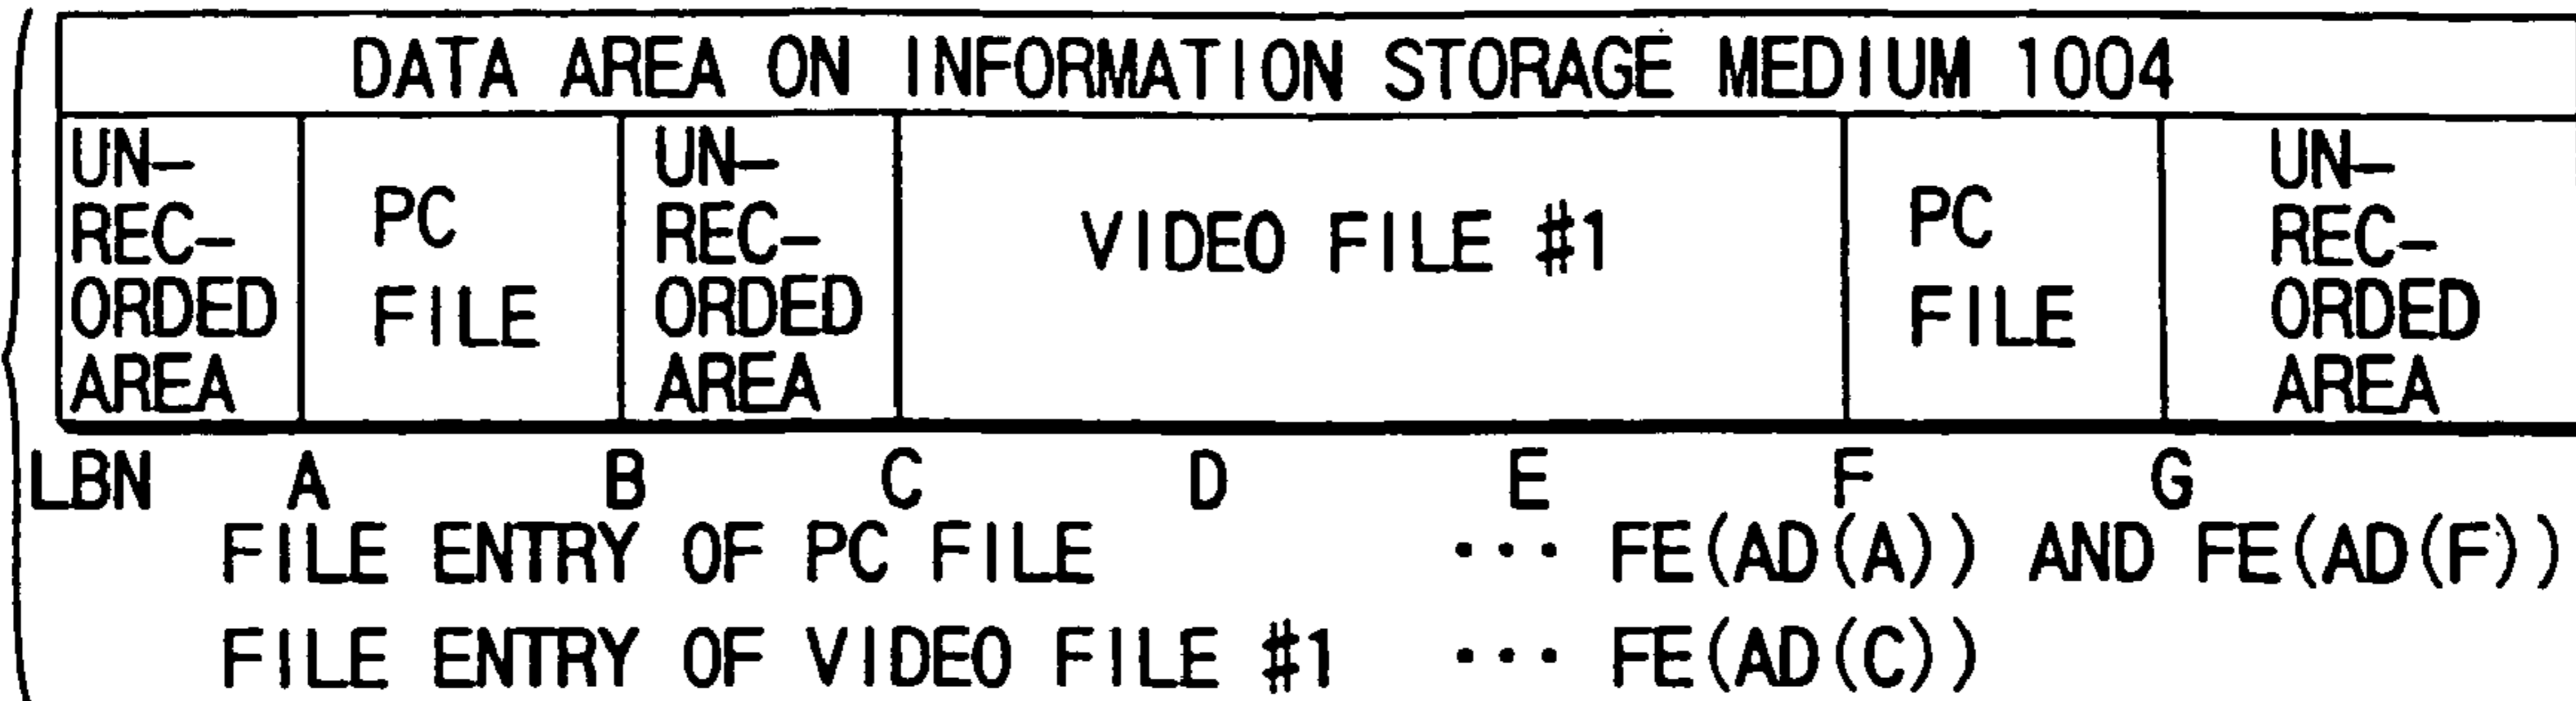 DATA AREA ON INFORMATION STORAGE MEDIUM 1004
UN-
REC-
ORDED
AREA
PC
FILE
UN-
REC-
ORDED
AREA
VIDEO FILE #1
PC
FILE
UN-
REC-
ORDED
AREA
LBN A B C D E F G
FILE ENTRY OF PC FILE ... FE(AD(A)) AND FE(AD(F))
FILE ENTRY OF VIDEO FILE #1 ... FE(AD(C))